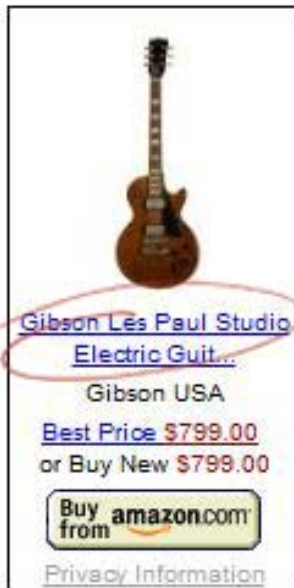 Gibson Les Paul Studio
Electric Guit...
Gibson USA
Best Price $799.00
or Buy New $799.00
Buy
from amazon.com
Privacy Information